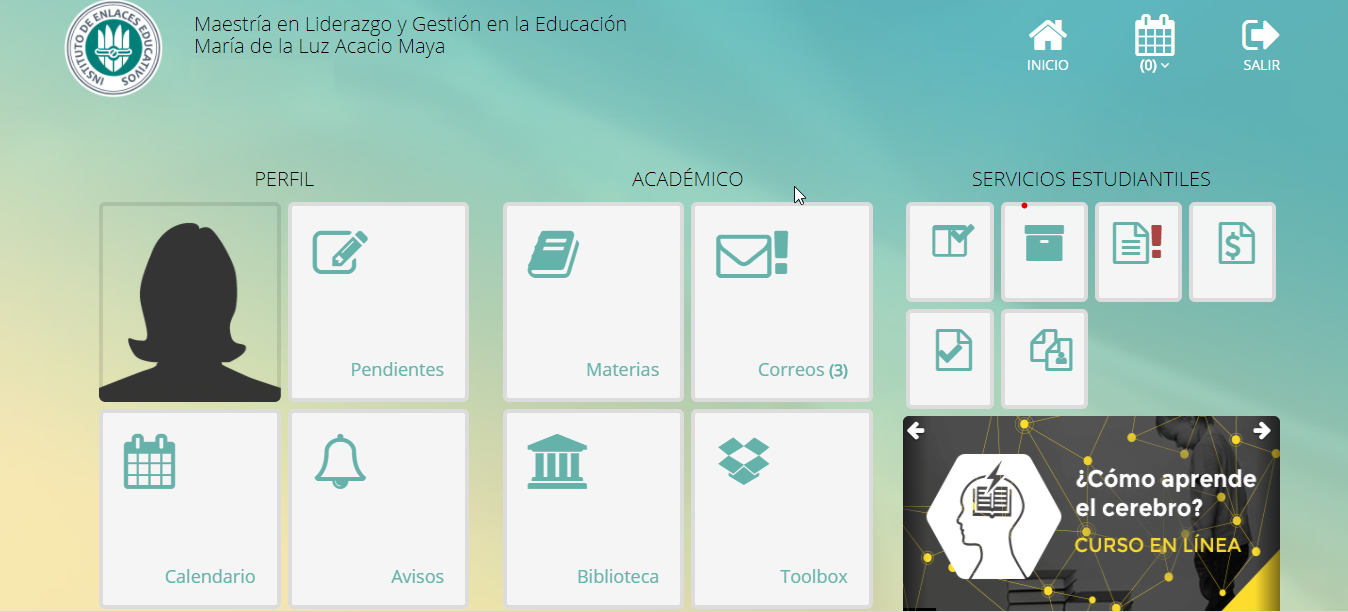 INSTITUTO DE ENLACES EDUCATIVOS
Maestría en Liderazgo y Gestión en la Educación
María de la Luz Acacio Maya
INICIO
(0)
SALIR
PERFIL
ACADÉMICO
SERVICIOS ESTUDIANTILES
Pendientes
Materias
Correos (3)
Calendario
Avisos
Biblioteca
Toolbox
¿Cómo aprende
el cerebro?
CURSO EN LÍNEA